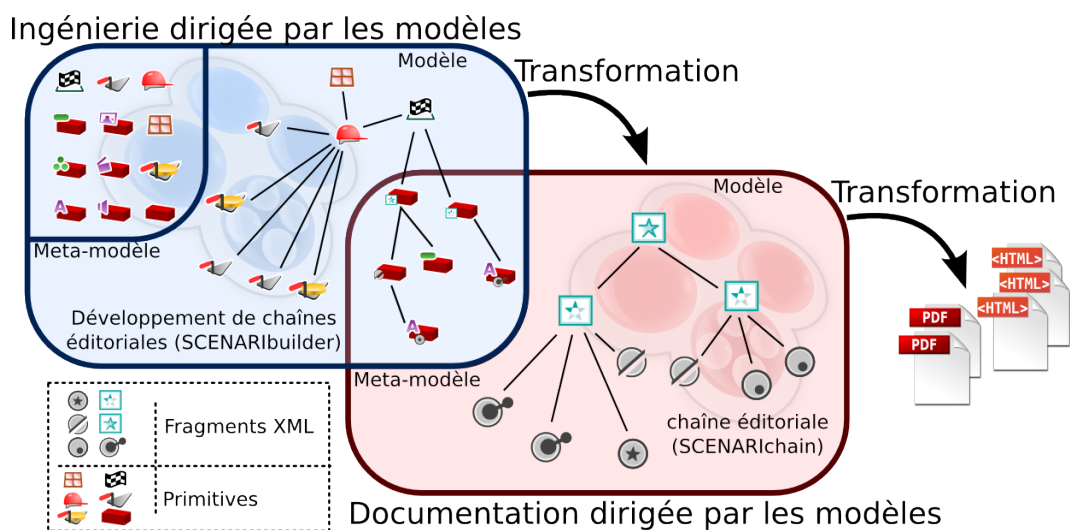 Ingénierie dirigée par les modèles
Modèle
Transformation
Meta-modèle
Développement de chaînes
éditoriales (SCENARIbuilder)
Modèle
Transformation
Meta-modèle
chaîne éditoriale
(SCENARIchain)
<HTML>
<HTML>
<HTML>
PDF
PDF
A
A
A
Fragments XML
Primitives
Documentation dirigée par les modèles